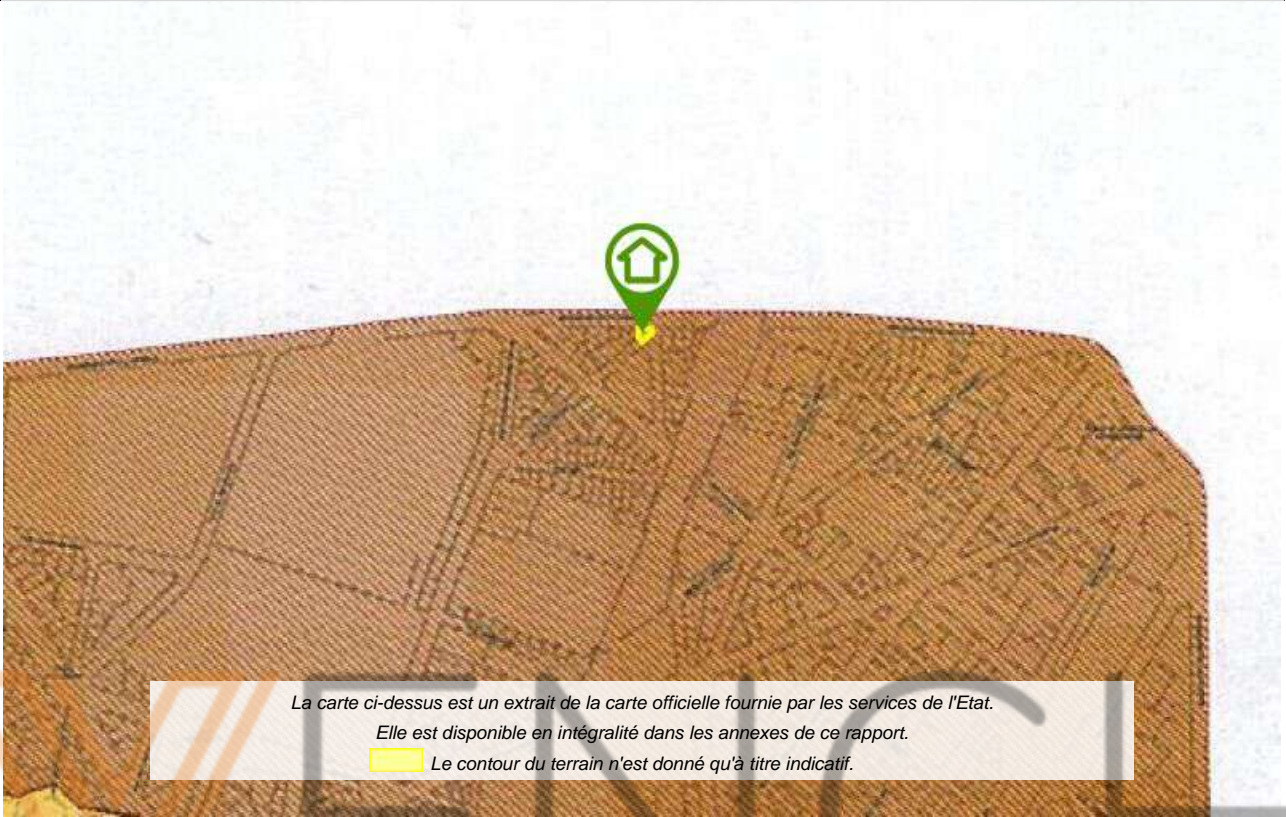 La carte ci-dessus est un extrait de la carte officielle fournie par les services de l'Etat.
Elle est disponible en intégralité dans les annexes de ce rapport.
Le contour du terrain n'est donné qu'à titre indicatif.